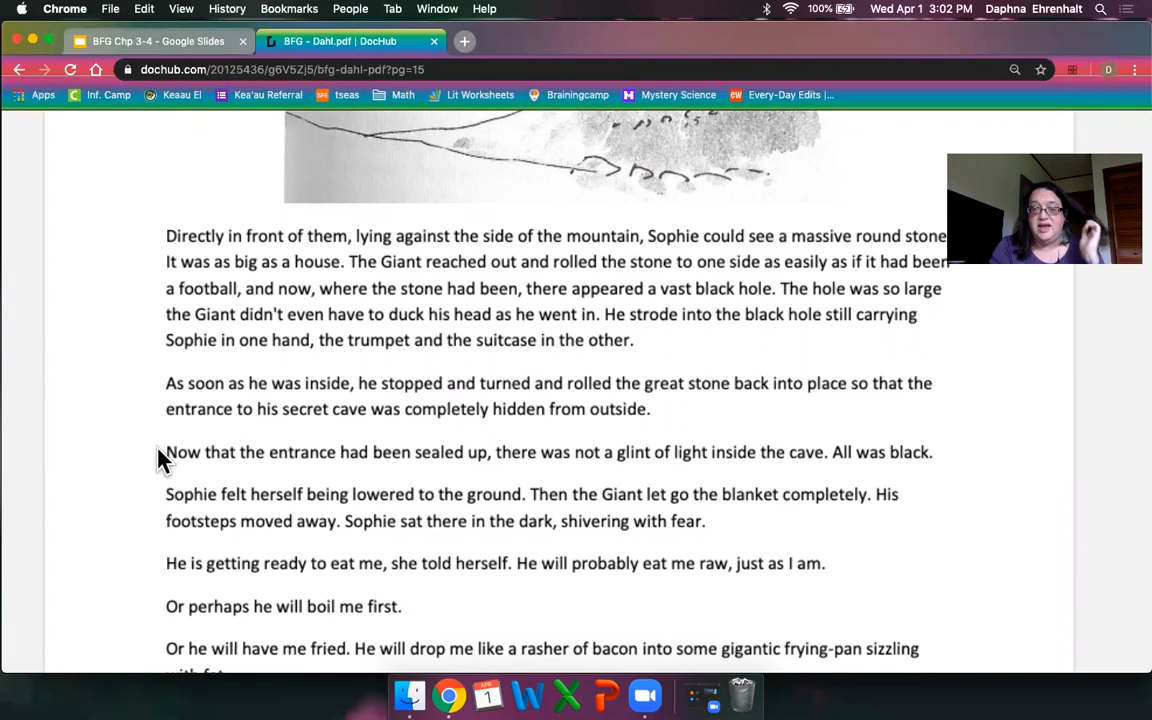 Chrome File Edit View History Bookmarks People Tab Window Help 100% Wed Apr 1 3:02 PM Daphna Ehrenhalt
BFG Chp 3-4 - Google Slides BFG - Dahl.pdf | DocHub
dochub.com/20125436/g6V5Zj5/bfg-dahl-pdf?pg=15 D
Apps Inf. Camp Keaau El Kea'au Referral tseas Math Lit Worksheets Brainingcamp Mystery Science Every-Day Edits |...
Directly in front of them, lying against the side of the mountain, Sophie could see a massive round stone
It was as big as a house. The Giant reached out and rolled the stone to one side as easily as if it had been
a football, and now, where the stone had been, there appeared a vast black hole. The hole was so large
the Giant didn't even have to duck his head as he went in. He strode into the black hole still carrying
Sophie in one hand, the trumpet and the suitcase in the other.
As soon as he was inside, he stopped and turned and rolled the great stone back into place so that the
entrance to his secret cave was completely hidden from outside.
Now that the entrance had been sealed up, there was not a glint of light inside the cave. All was black.
Sophie felt herself being lowered to the ground. Then the Giant let go the blanket completely. His
footsteps moved away. Sophie sat there in the dark, shivering with fear.
He is getting ready to eat me, she told herself. He will probably eat me raw, just as I am.
Or perhaps he will boil me first.
Or he will have me fried. He will drop me like a rasher of bacon into some gigantic frying-pan sizzling
with fat